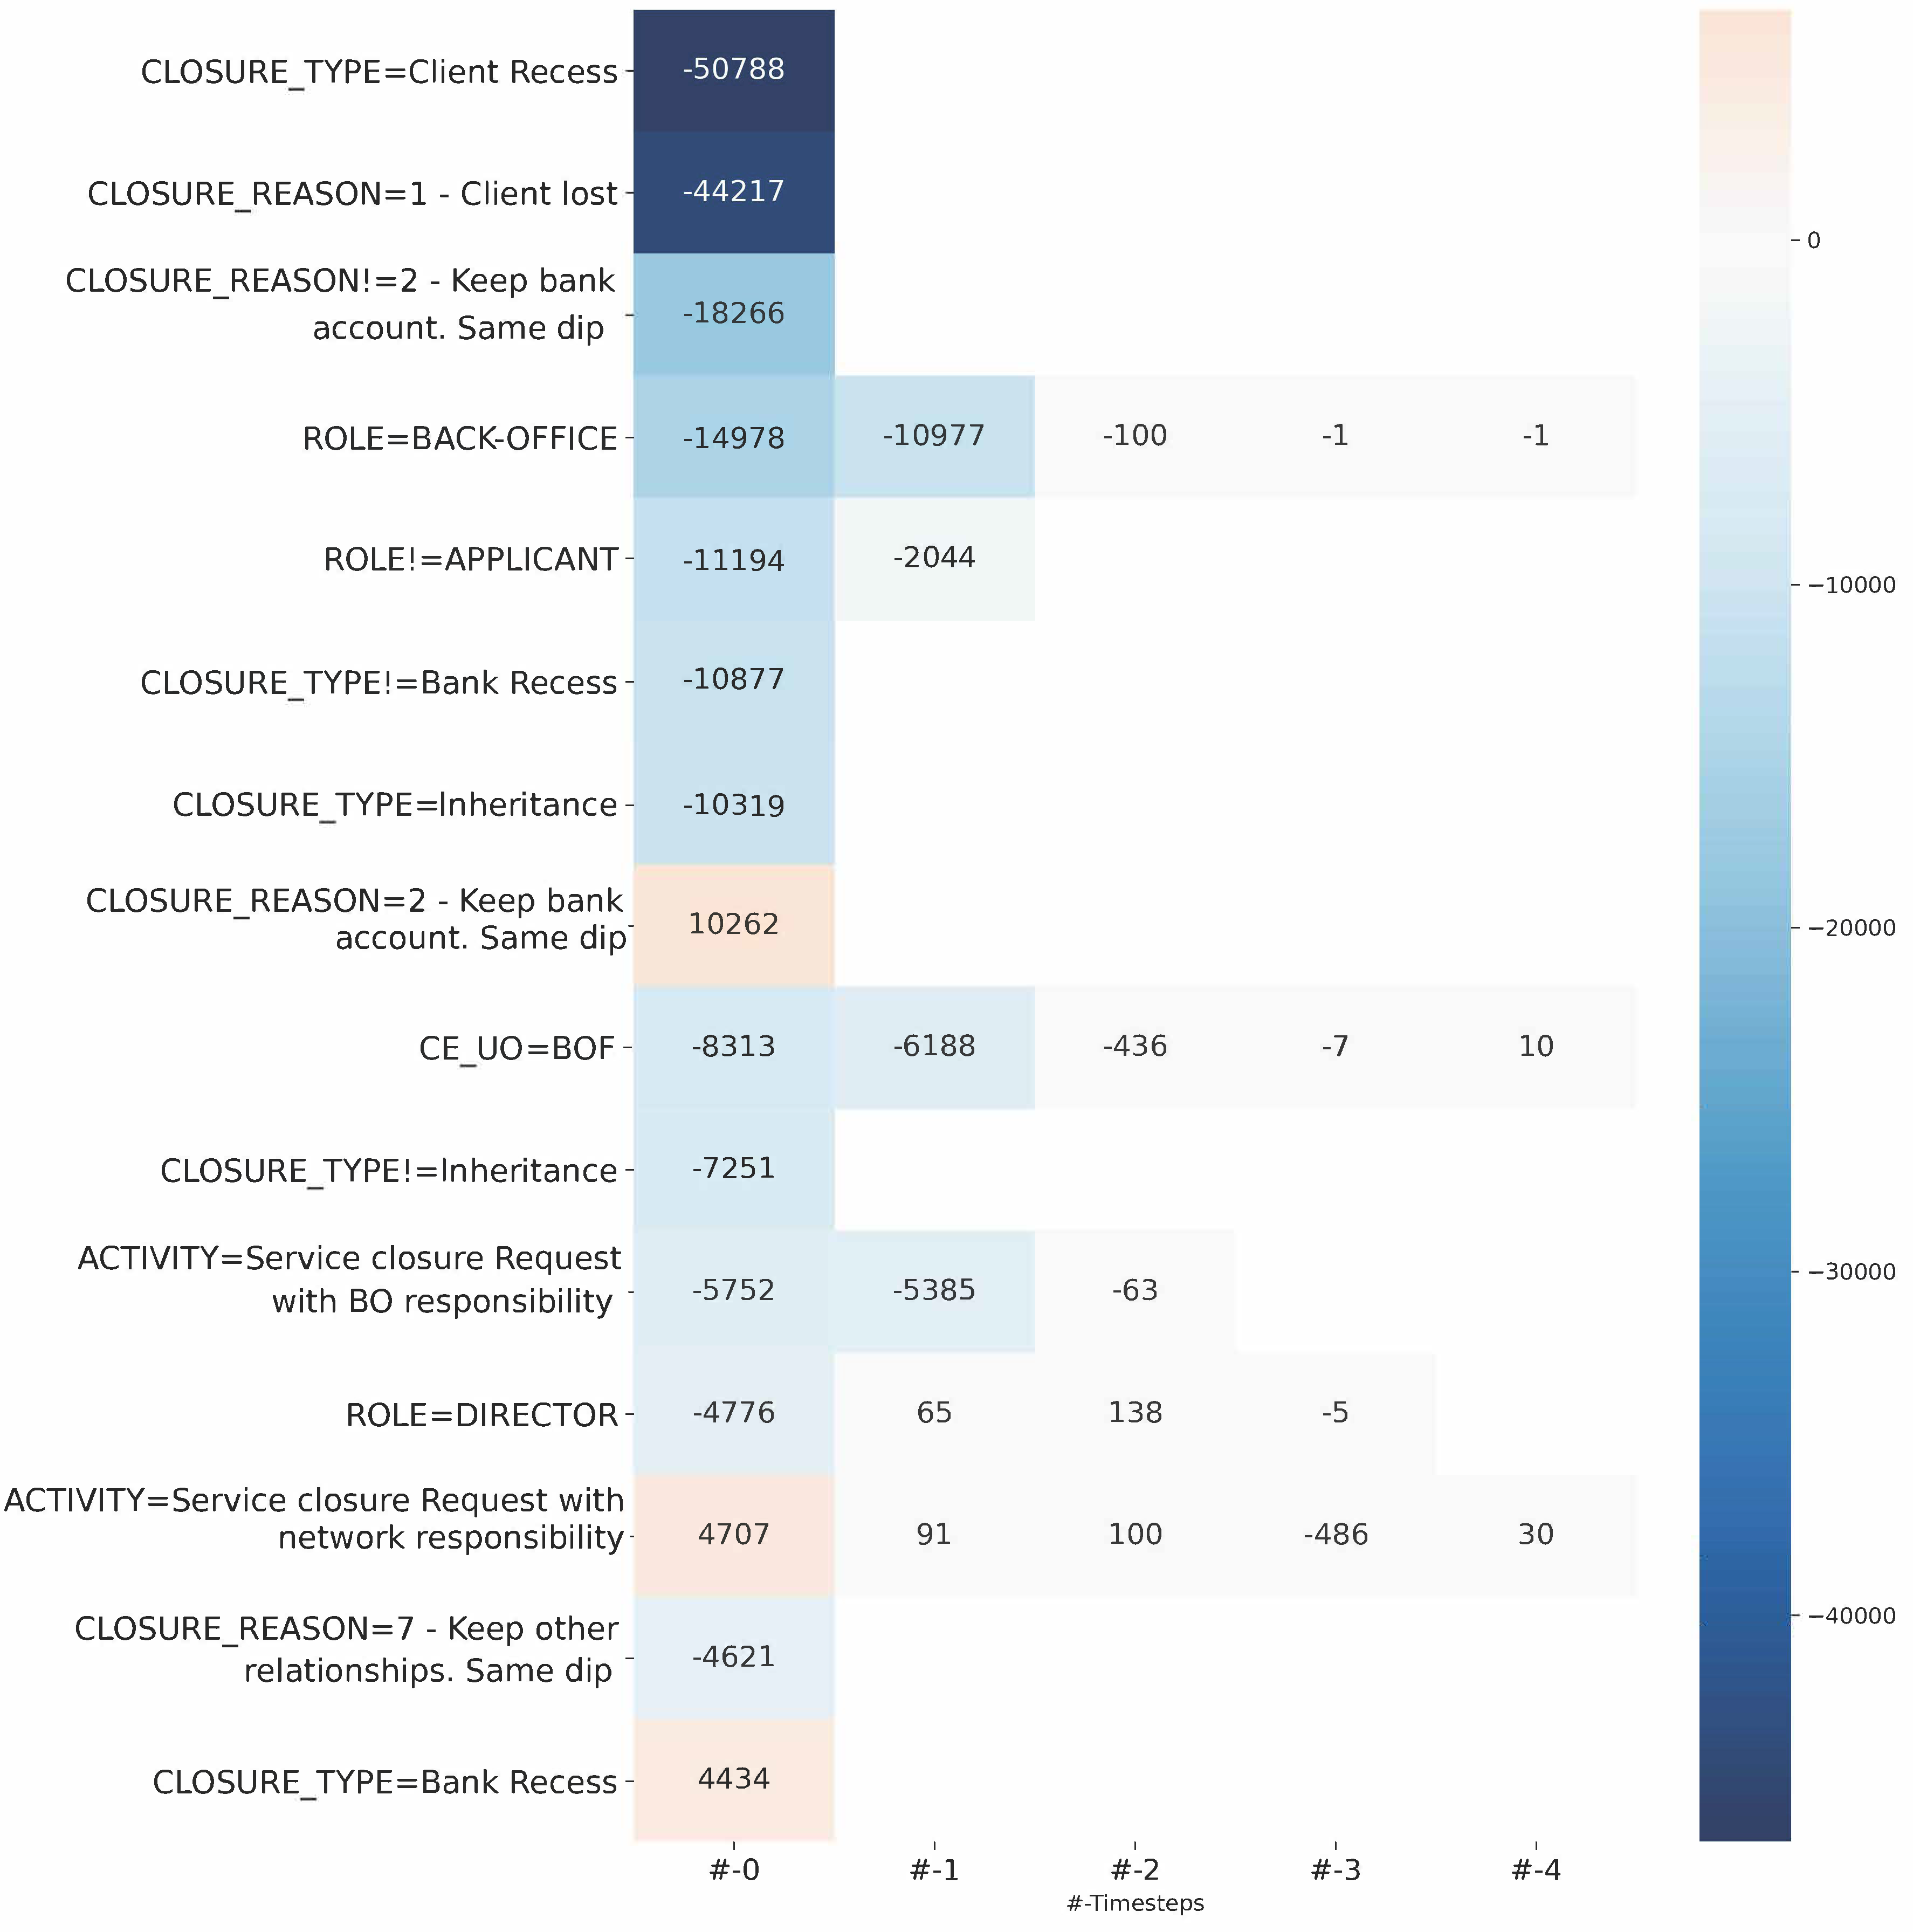 CLOSURE_TYPE=Client Recess -50788
CLOSURE_REASON=1 - Client lost -44217
CLOSURE_REASON!=2 - Keep bank
account. Same dip -18266
ROLE=BACK-OFFICE -14978 -10977 -100 -1 -1
ROLE!=APPLICANT -11194 -2044
CLOSURE_TYPE!=Bank Recess -10877
CLOSURE_TYPE=Inheritance -10319
CLOSURE_REASON=2 - Keep bank
account. Same dip 10262
CE_UO=BOF -8313 -6188 -436 -7 10
CLOSURE_TYPE!=Inheritance -7251
ACTIVITY=Service closure Request
with BO responsibility -5752 -5385 -63
ROLE=DIRECTOR -4776 65 138 -5
ACTIVITY=Service closure Request with
network responsibility 4707 91 100 -486 30
CLOSURE_REASON=7 - Keep other
relationships. Same dip -4621
CLOSURE_TYPE=Bank Recess 4434
#-0 #-1 #-2 #-3 #-4
#-Timesteps
0
−10000
−20000
−30000
−40000